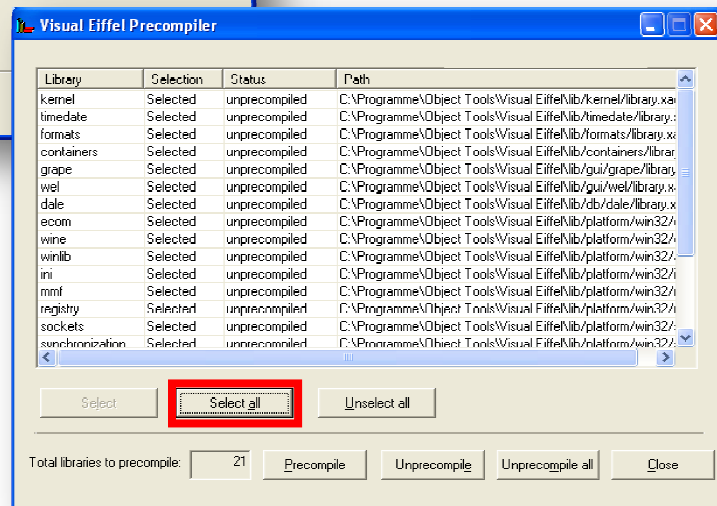 Visual Eiffel Precompiler
Library Selection Status Path
kernel Selected unprecompiled C:\Programme\Object Tools\Visual Eiffel\lib/kernel/library.xa
timedate Selected unprecompiled C:\Programme\Object Tools\Visual Eiffel\lib/timedate/library.
formats Selected unprecompiled C:\Programme\Object Tools\Visual Eiffel\lib/formats/library.xa
containers Selected unprecompiled C:\Programme\Object Tools\Visual Eiffel\lib/containers/librar
grape Selected unprecompiled C:\Programme\Object Tools\Visual Eiffel\lib/gui/grape/library
wel Selected unprecompiled C:\Programme\Object Tools\Visual Eiffel\lib/gui/wel/library.x
dale Selected unprecompiled C:\Programme\Object Tools\Visual Eiffel\lib/db/dale/library.x
ecom Selected unprecompiled C:\Programme\Object Tools\Visual Eiffel\lib/platform/win32/
wine Selected unprecompiled C:\Programme\Object Tools\Visual Eiffel\lib/platform/win32/
winlib Selected unprecompiled C:\Programme\Object Tools\Visual Eiffel\lib/platform/win32/
ini Selected unprecompiled C:\Programme\Object Tools\Visual Eiffel\lib/platform/win32/i
mmf Selected unprecompiled C:\Programme\Object Tools\Visual Eiffel\lib/platform/win32/
registry Selected unprecompiled C:\Programme\Object Tools\Visual Eiffel\lib/platform/win32/
sockets Selected unprecompiled C:\Programme\Object Tools\Visual Eiffel\lib/platform/win32/
synchronization Selected unprecompiled C:\Programme\Object Tools\Visual Eiffel\lib/platform/win32/
Select Select all Unselect all
Total libraries to precompile: 21 Precompile Unprecompile Unprecompile all Close